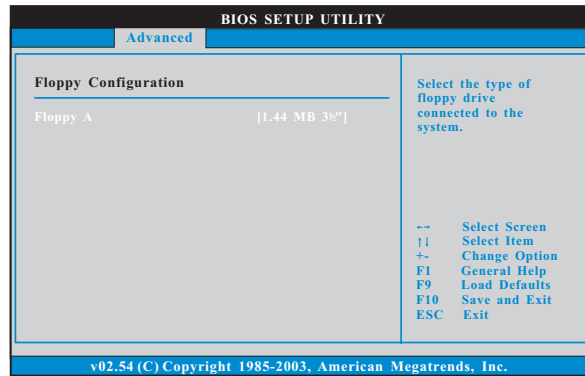 BIOS SETUP UTILITY
Advanced
Floppy Configuration
Floppy A [1.44 MB 3½"]
Select the type of
floppy drive
connected to the
system.
←→ Select Screen
↑↓ Select Item
+- Change Option
F1 General Help
F9 Load Defaults
F10 Save and Exit
ESC Exit
v02.54 (C) Copyright 1985-2003, American Megatrends, Inc.